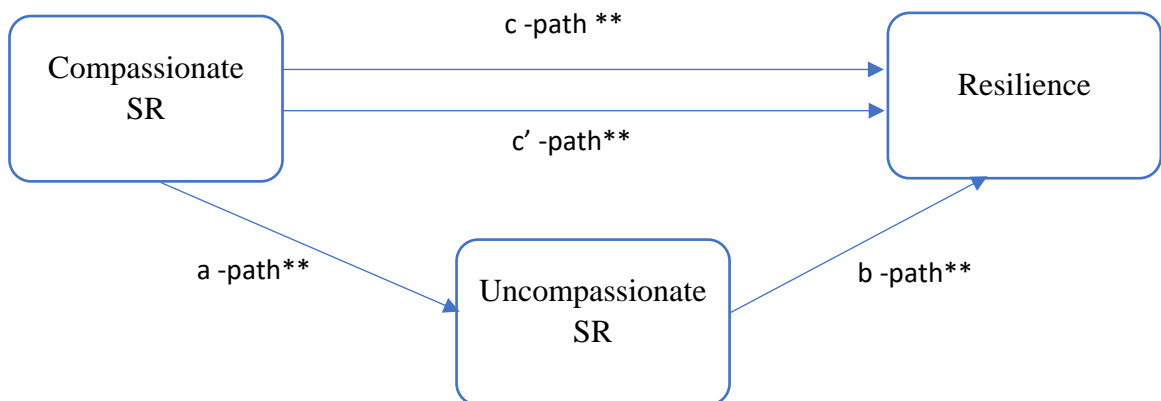 c -path **
Compassionate
SR
Resilience
c’ -path**
a -path**
Uncompassionate
SR
b -path**